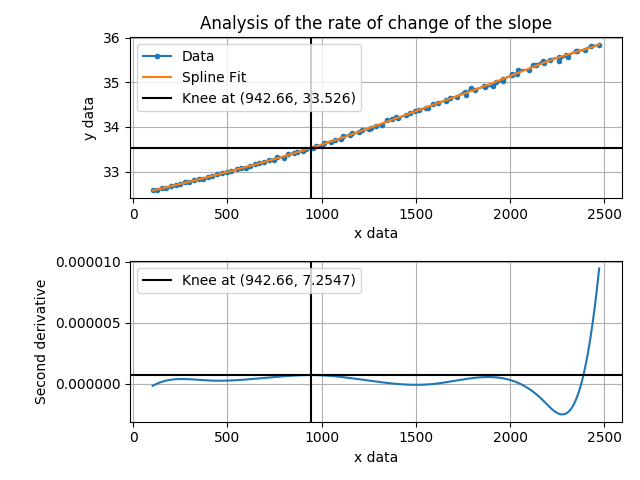 Analysis of the rate of change of the slope
36
35
34
33
y data
Data
Spline Fit
Knee at (942.66, 33.526)
0
500
1000
1500
2000
2500
x data
0.000010
0.000005
0.000000
Second derivative
Knee at (942.66, 7.2547)
0
500
1000
1500
2000
2500
x data